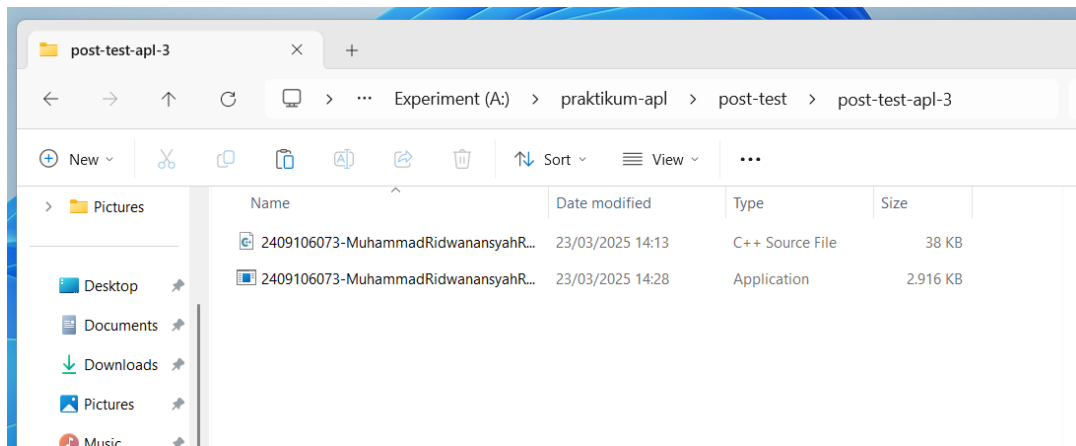 post-test-apl-3
Experiment (A:) > praktikum-apl > post-test > post-test-apl-3
New Sort View
Pictures
Name Date modified Type Size
2409106073-MuhammadRidwanansyahR... 23/03/2025 14:13 C++ Source File 38 KB
2409106073-MuhammadRidwanansyahR... 23/03/2025 14:28 Application 2.916 KB
Desktop
Documents
Downloads
Pictures
Music